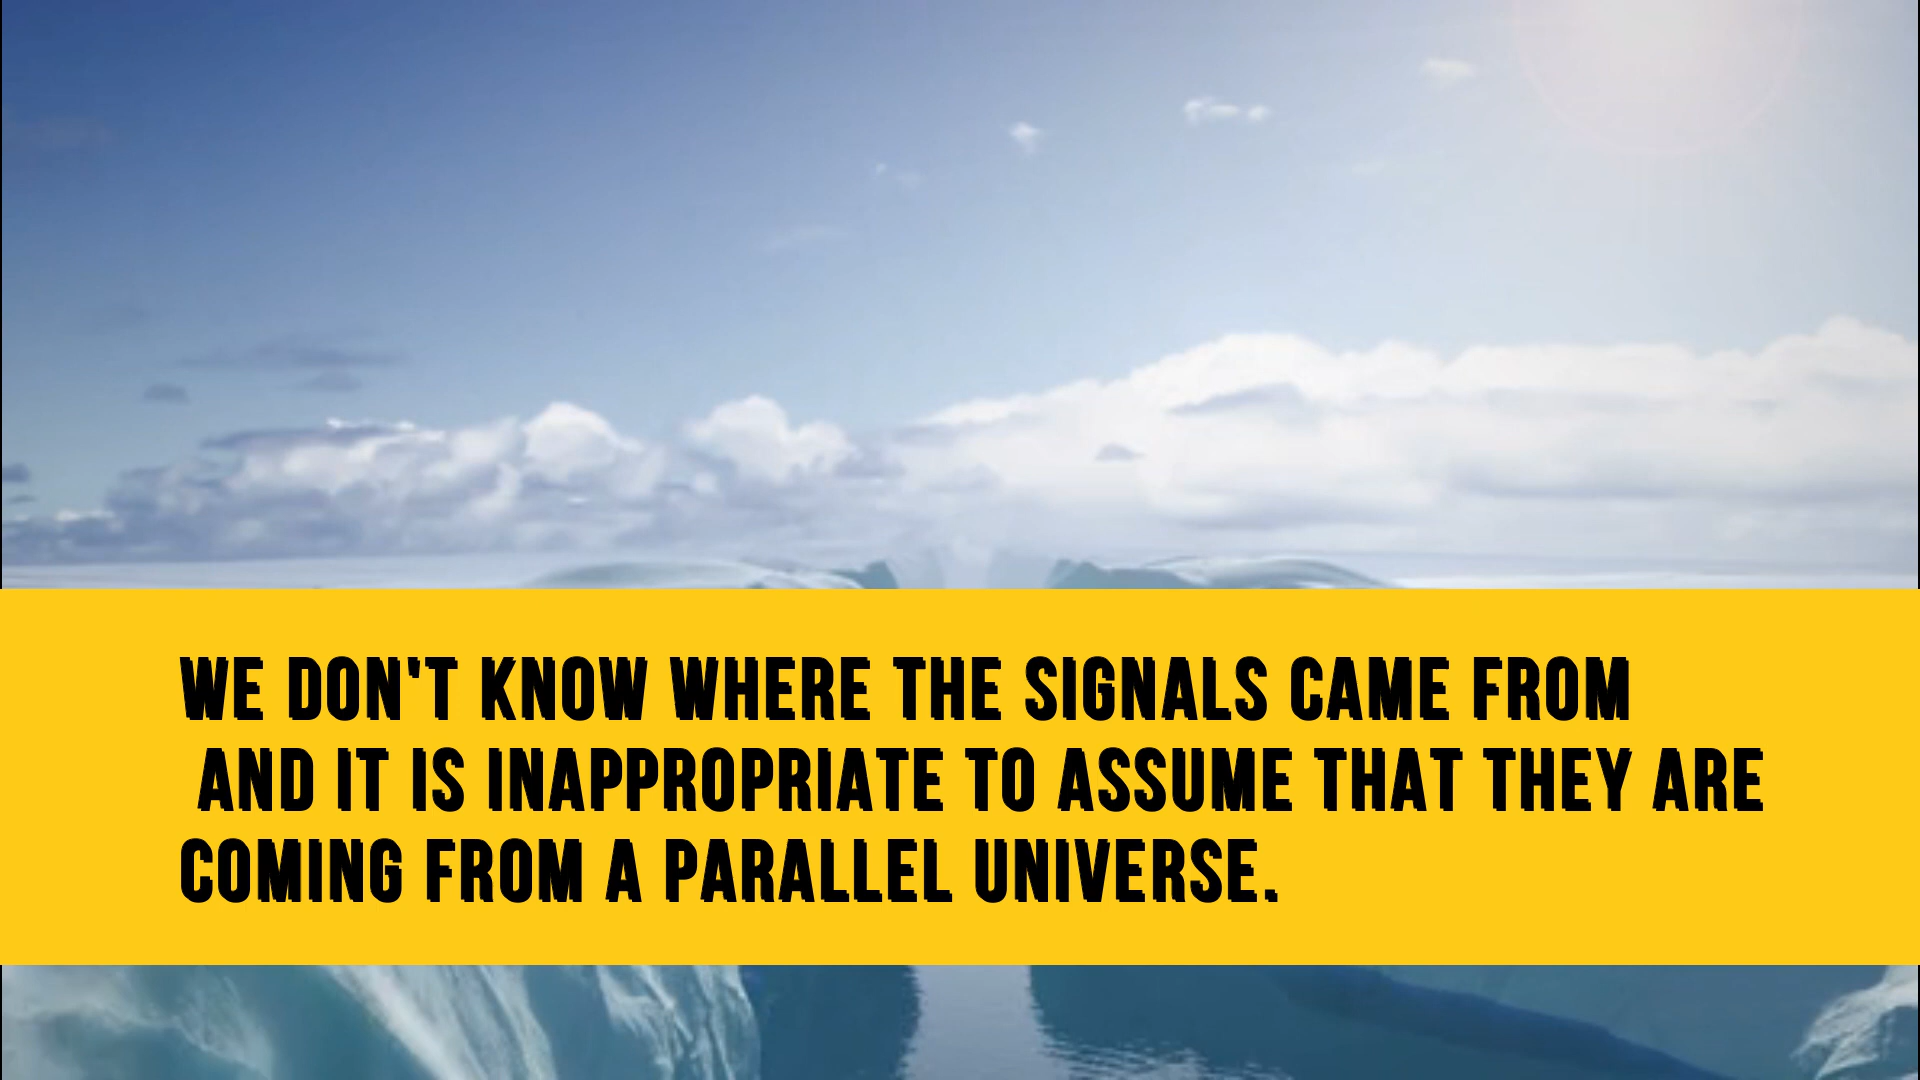 WE DON'T KNOW WHERE THE SIGNALS CAME FROM
AND IT IS INAPPROPRIATE TO ASSUME THAT THEY ARE
COMING FROM A PARALLEL UNIVERSE.